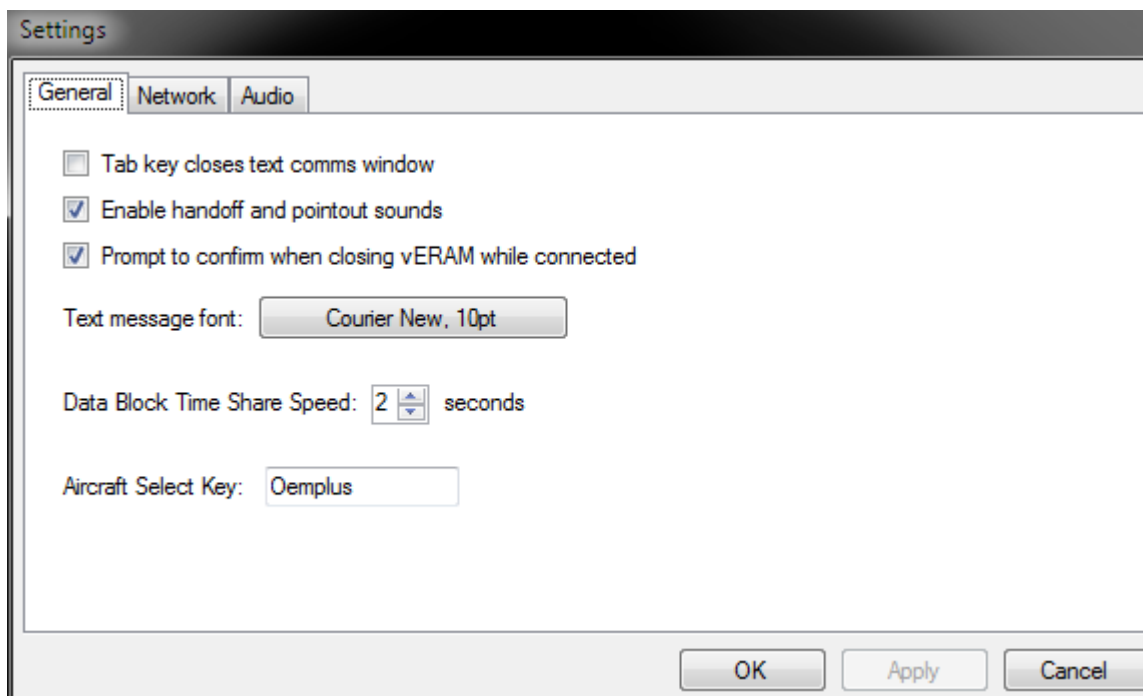 Settings
General Network Audio
Tab key closes text comms window
Enable handoff and pointout sounds
Prompt to confirm when closing vERAM while connected
Text message font: Courier New, 10pt
Data Block Time Share Speed: 2 seconds
Aircraft Select Key: Oemplus
OK Apply Cancel